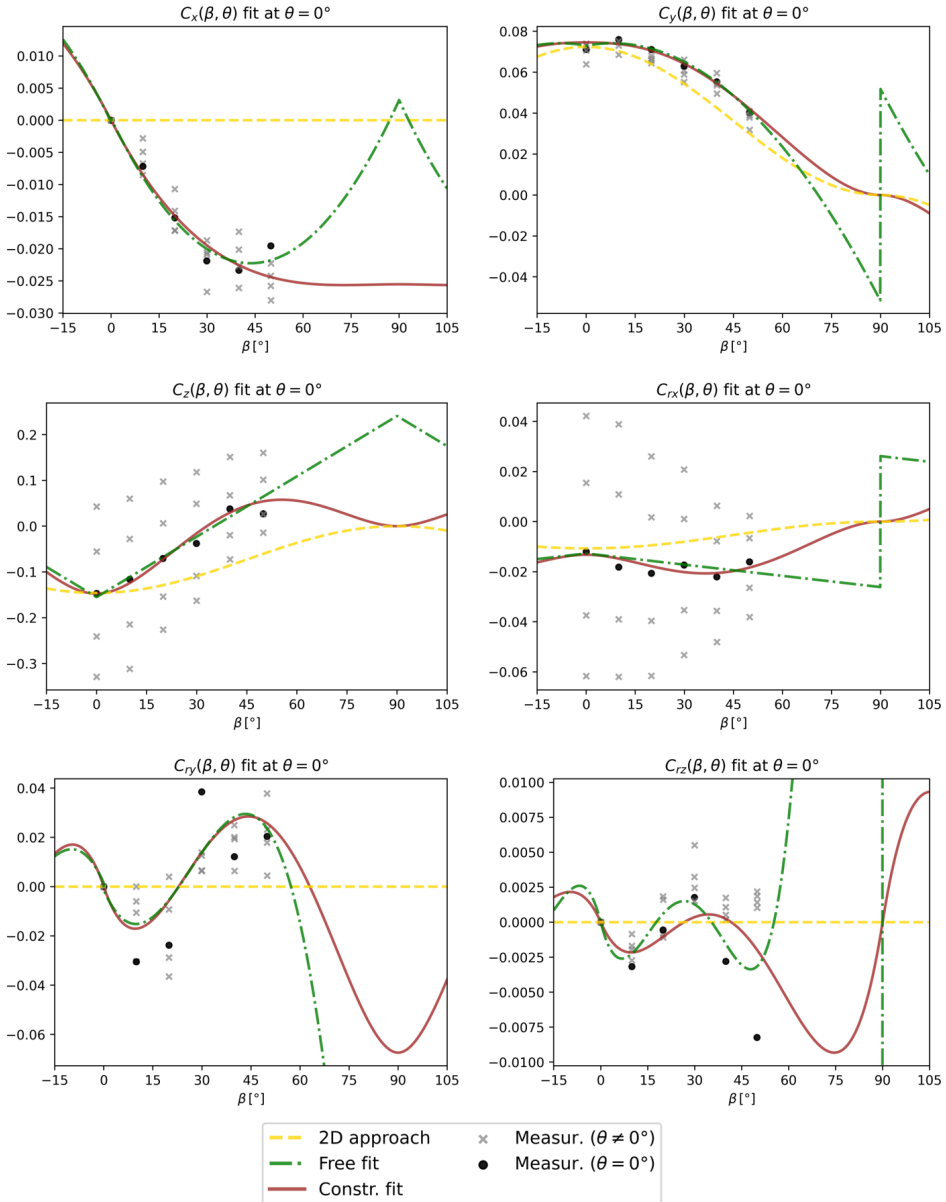 C_x(β, θ) fit at θ = 0°
C_y(β, θ) fit at θ = 0°
0.010
0.005
0.000
−0.005
−0.010
−0.015
−0.020
−0.025
−0.030
−15 0 15 30 45 60 75 90 105
β [°]
0.08
0.06
0.04
0.02
0.00
−0.02
−0.04
−15 0 15 30 45 60 75 90 105
β [°]
C_z(β, θ) fit at θ = 0°
C_rx(β, θ) fit at θ = 0°
0.2
0.1
0.0
−0.1
−0.2
−0.3
−15 0 15 30 45 60 75 90 105
β [°]
0.04
0.02
0.00
−0.02
−0.04
−0.06
−15 0 15 30 45 60 75 90 105
β [°]
C_ry(β, θ) fit at θ = 0°
C_rz(β, θ) fit at θ = 0°
0.04
0.02
0.00
−0.02
−0.04
−0.06
−15 0 15 30 45 60 75 90 105
β [°]
0.0100
0.0075
0.0050
0.0025
0.0000
−0.0025
−0.0050
−0.0075
−0.0100
−15 0 15 30 45 60 75 90 105
β [°]
2D approach
Free fit
Constr. fit
Measur. (θ ≠ 0°)
Measur. (θ = 0°)